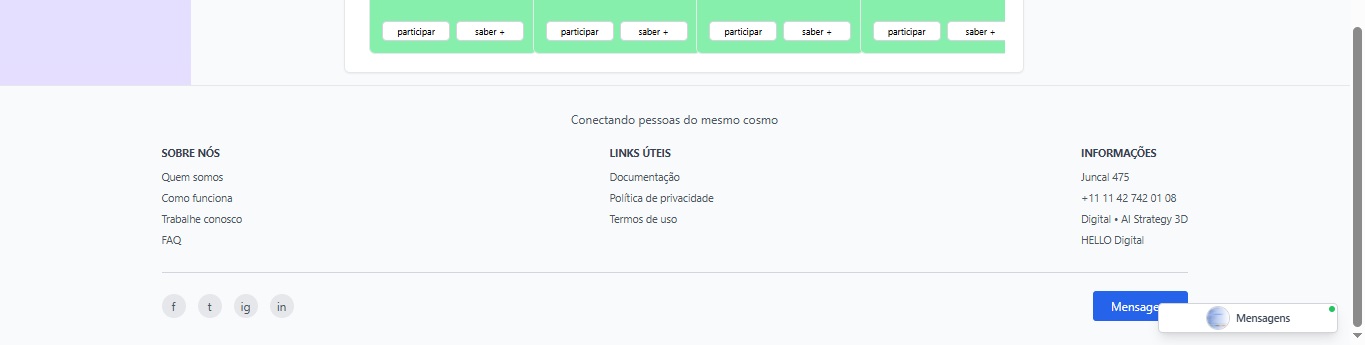 participar saber + participar saber + participar saber + participar saber +
Conectando pessoas do mesmo cosmo
SOBRE NÓS
Quem somos
Como funciona
Trabalhe conosco
FAQ
LINKS ÚTEIS
Documentação
Política de privacidade
Termos de uso
INFORMAÇÕES
Juncal 475
+11 11 42 742 01 08
Digital • AI Strategy 3D
HELLO Digital
f t ig in
Mensage
Mensagens